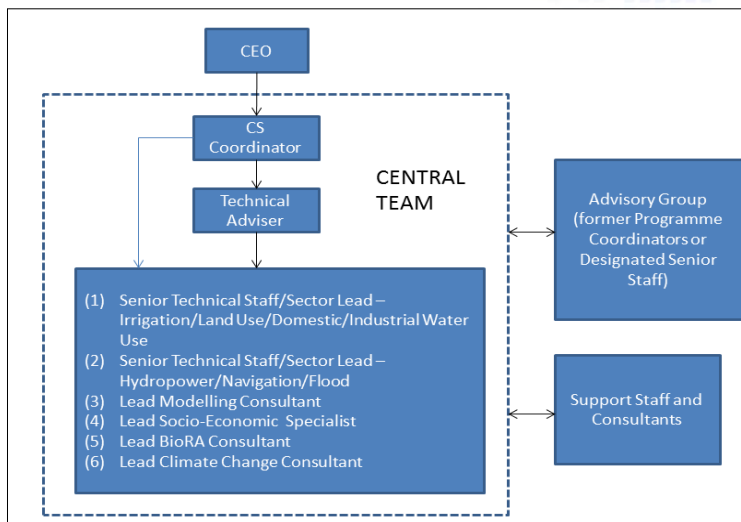 CEO
CS
Coordinator
CENTRAL
TEAM
Technical
Adviser
Advisory Group
(former Programme
Coordinators or
Designated Senior
Staff)
(1) Senior Technical Staff/Sector Lead –
Irrigation/Land Use/Domestic/Industrial Water
Use
(2) Senior Technical Staff/Sector Lead –
Hydropower/Navigation/Flood
(3) Lead Modelling Consultant
(4) Lead Socio-Economic Specialist
(5) Lead BioRA Consultant
(6) Lead Climate Change Consultant
Support Staff and
Consultants